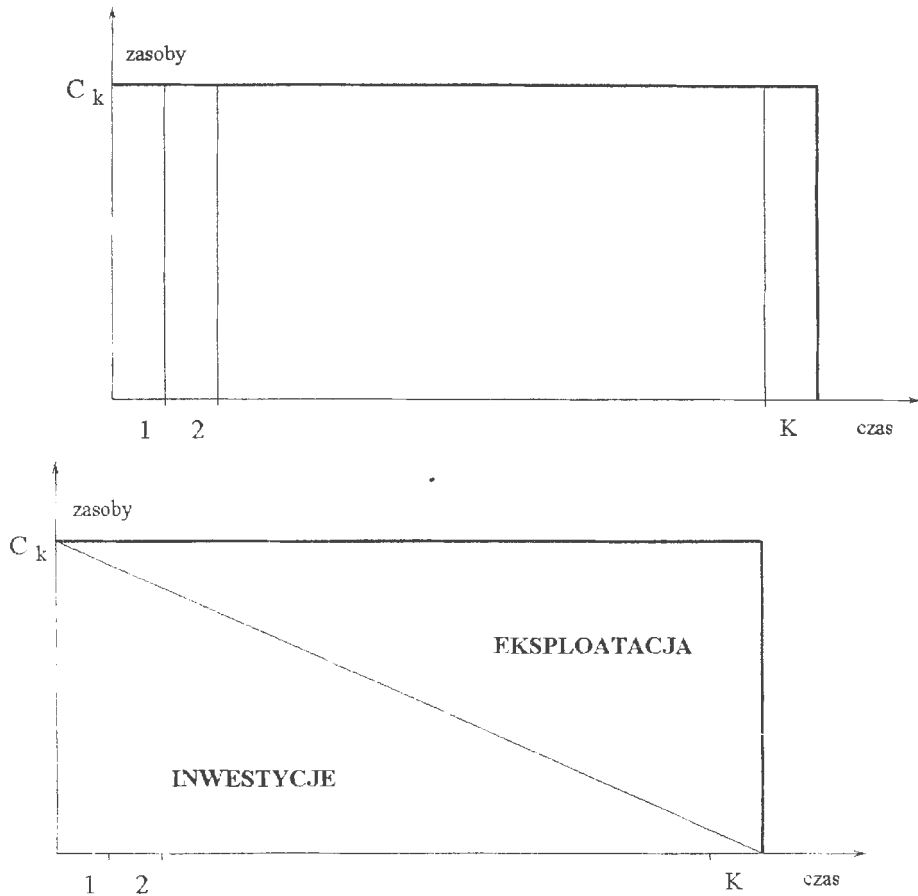 zasoby
C k
1 2 K czas
zasoby
C k
EKSPLOATACJA
INWESTYCJE
1 2 K czas